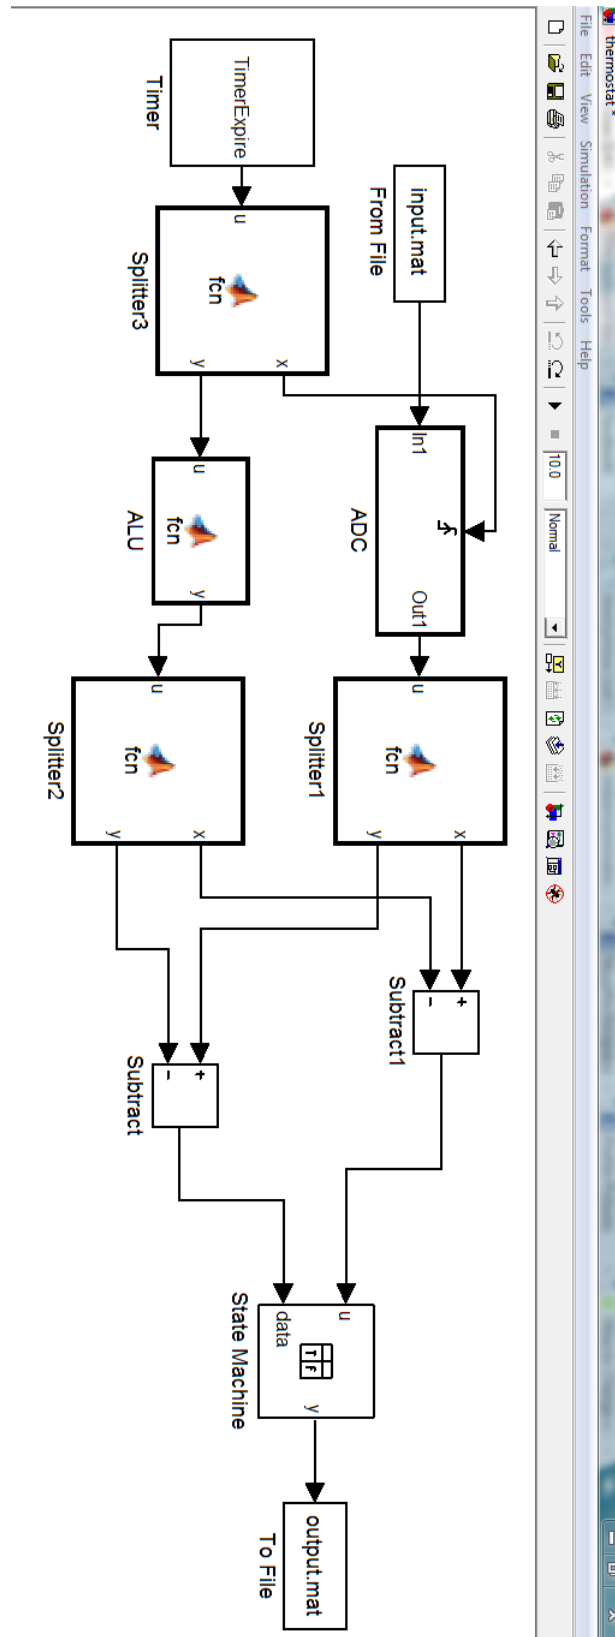 thermostat *
File Edit View Simulation Format Tools Help
10.0
Normal
input.mat
From File
In1
Out1
ADC
u
fcn
x
y
Splitter1
+
-
Subtract1
TimerExpire
Timer
u
fcn
x
y
Splitter3
u
fcn
y
ALU
u
fcn
x
y
Splitter2
+
-
Subtract
u
data
T F
y
State Machine
output.mat
To File